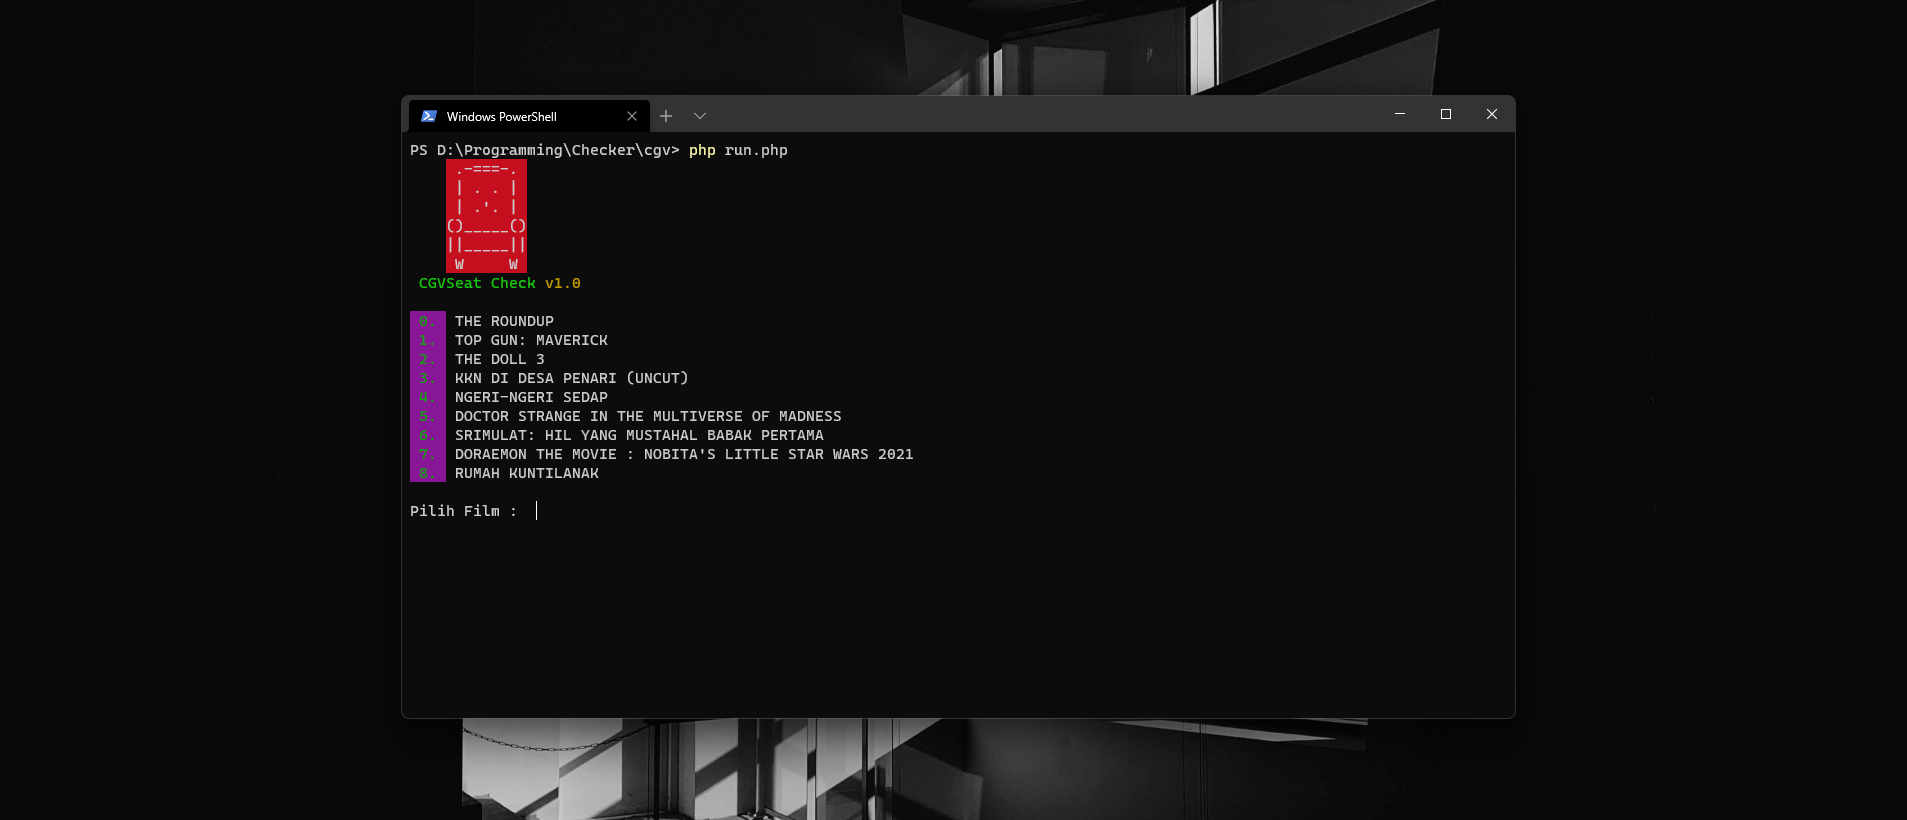 Windows PowerShell
PS D:\Programming\Checker\cgv> php run.php
.-===-.
| . . |
| .'. |
()_____()
||_____||
W     W
CGVSeat Check v1.0
0. THE ROUNDUP
1. TOP GUN: MAVERICK
2. THE DOLL 3
3. KKN DI DESA PENARI (UNCUT)
4. NGERI-NGERI SEDAP
5. DOCTOR STRANGE IN THE MULTIVERSE OF MADNESS
6. SRIMULAT: HIL YANG MUSTAHAL BABAK PERTAMA
7. DORAEMON THE MOVIE : NOBITA'S LITTLE STAR WARS 2021
8. RUMAH KUNTILANAK
Pilih Film :